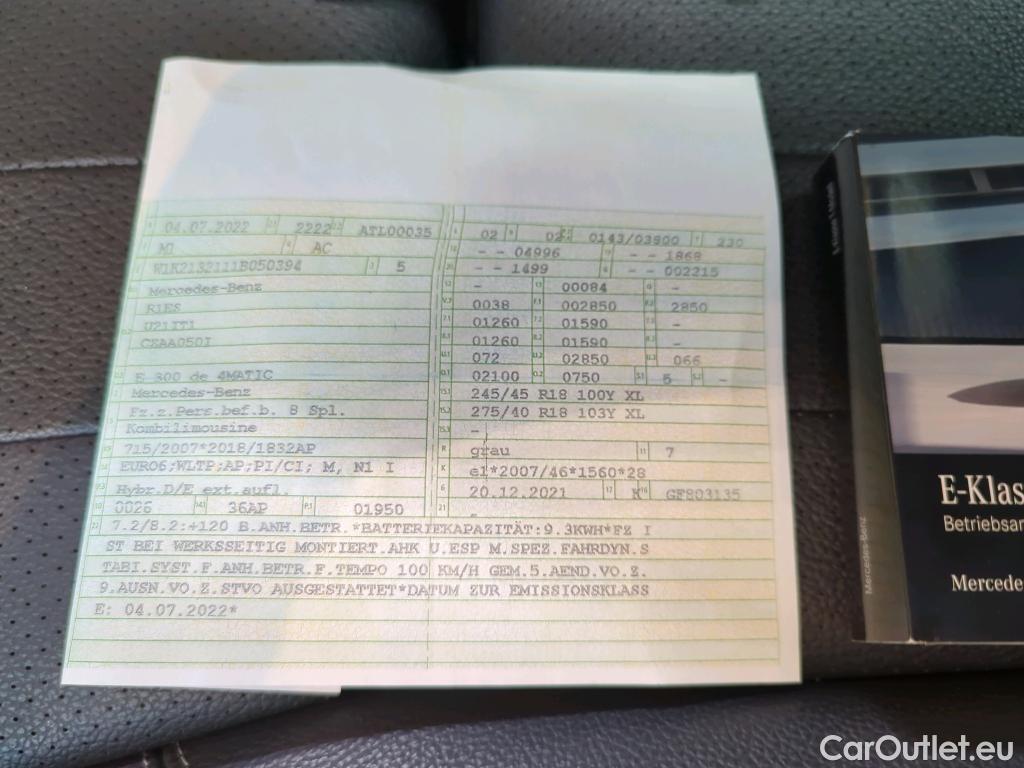 04.07.2022 2222 ATL00035
M1 AC
W1K2132111B050394 5
Mercedes-Benz
R1ES
U21IT1
CZAA050I
E 300 de 4MATIC
Mercedes-Benz
Fz.z.Pers.bef.b. 8 Spl.
Kombilimousine
715/2007*2018/1832AP
EURO6;WLTP;AP;PI/CI; M, N1 I
Hybr.D/E ext.aufl.
0026 36AP 01950
02 02 0143/03800 230
- - 04996 - - 1868
- - 1499 - - 002215
- 00084 -
0038 002850 2850
01260 01590 -
01260 01590 -
072 02850 066
02100 0750 5 -
245/45 R18 100Y XL
275/40 R18 103Y XL
-
grau 7
e1*2007/46*1560*28
20.12.2021 K GF803135
-
7.2/8.2:+120 B.ANH.BETR.*BATTERIEKAPAZITÄT:9.3KWH*FZ I
ST BEI WERKSSEITIG MONTIERT.AHK U.ESP M.SPEZ.FAHRDYN.S
TABI.SYST.F.ANH.BETR.F.TEMPO 100 KM/H GEM.5.AEND.VO.Z.
9.AUSN.VO.Z.STVO AUSGESTATTET*DATUM ZUR EMISSIONSKLASS
E: 04.07.2022*
Mercedes-Benz
E-Klas
Betriebsan
Mercede
CarOutlet.eu